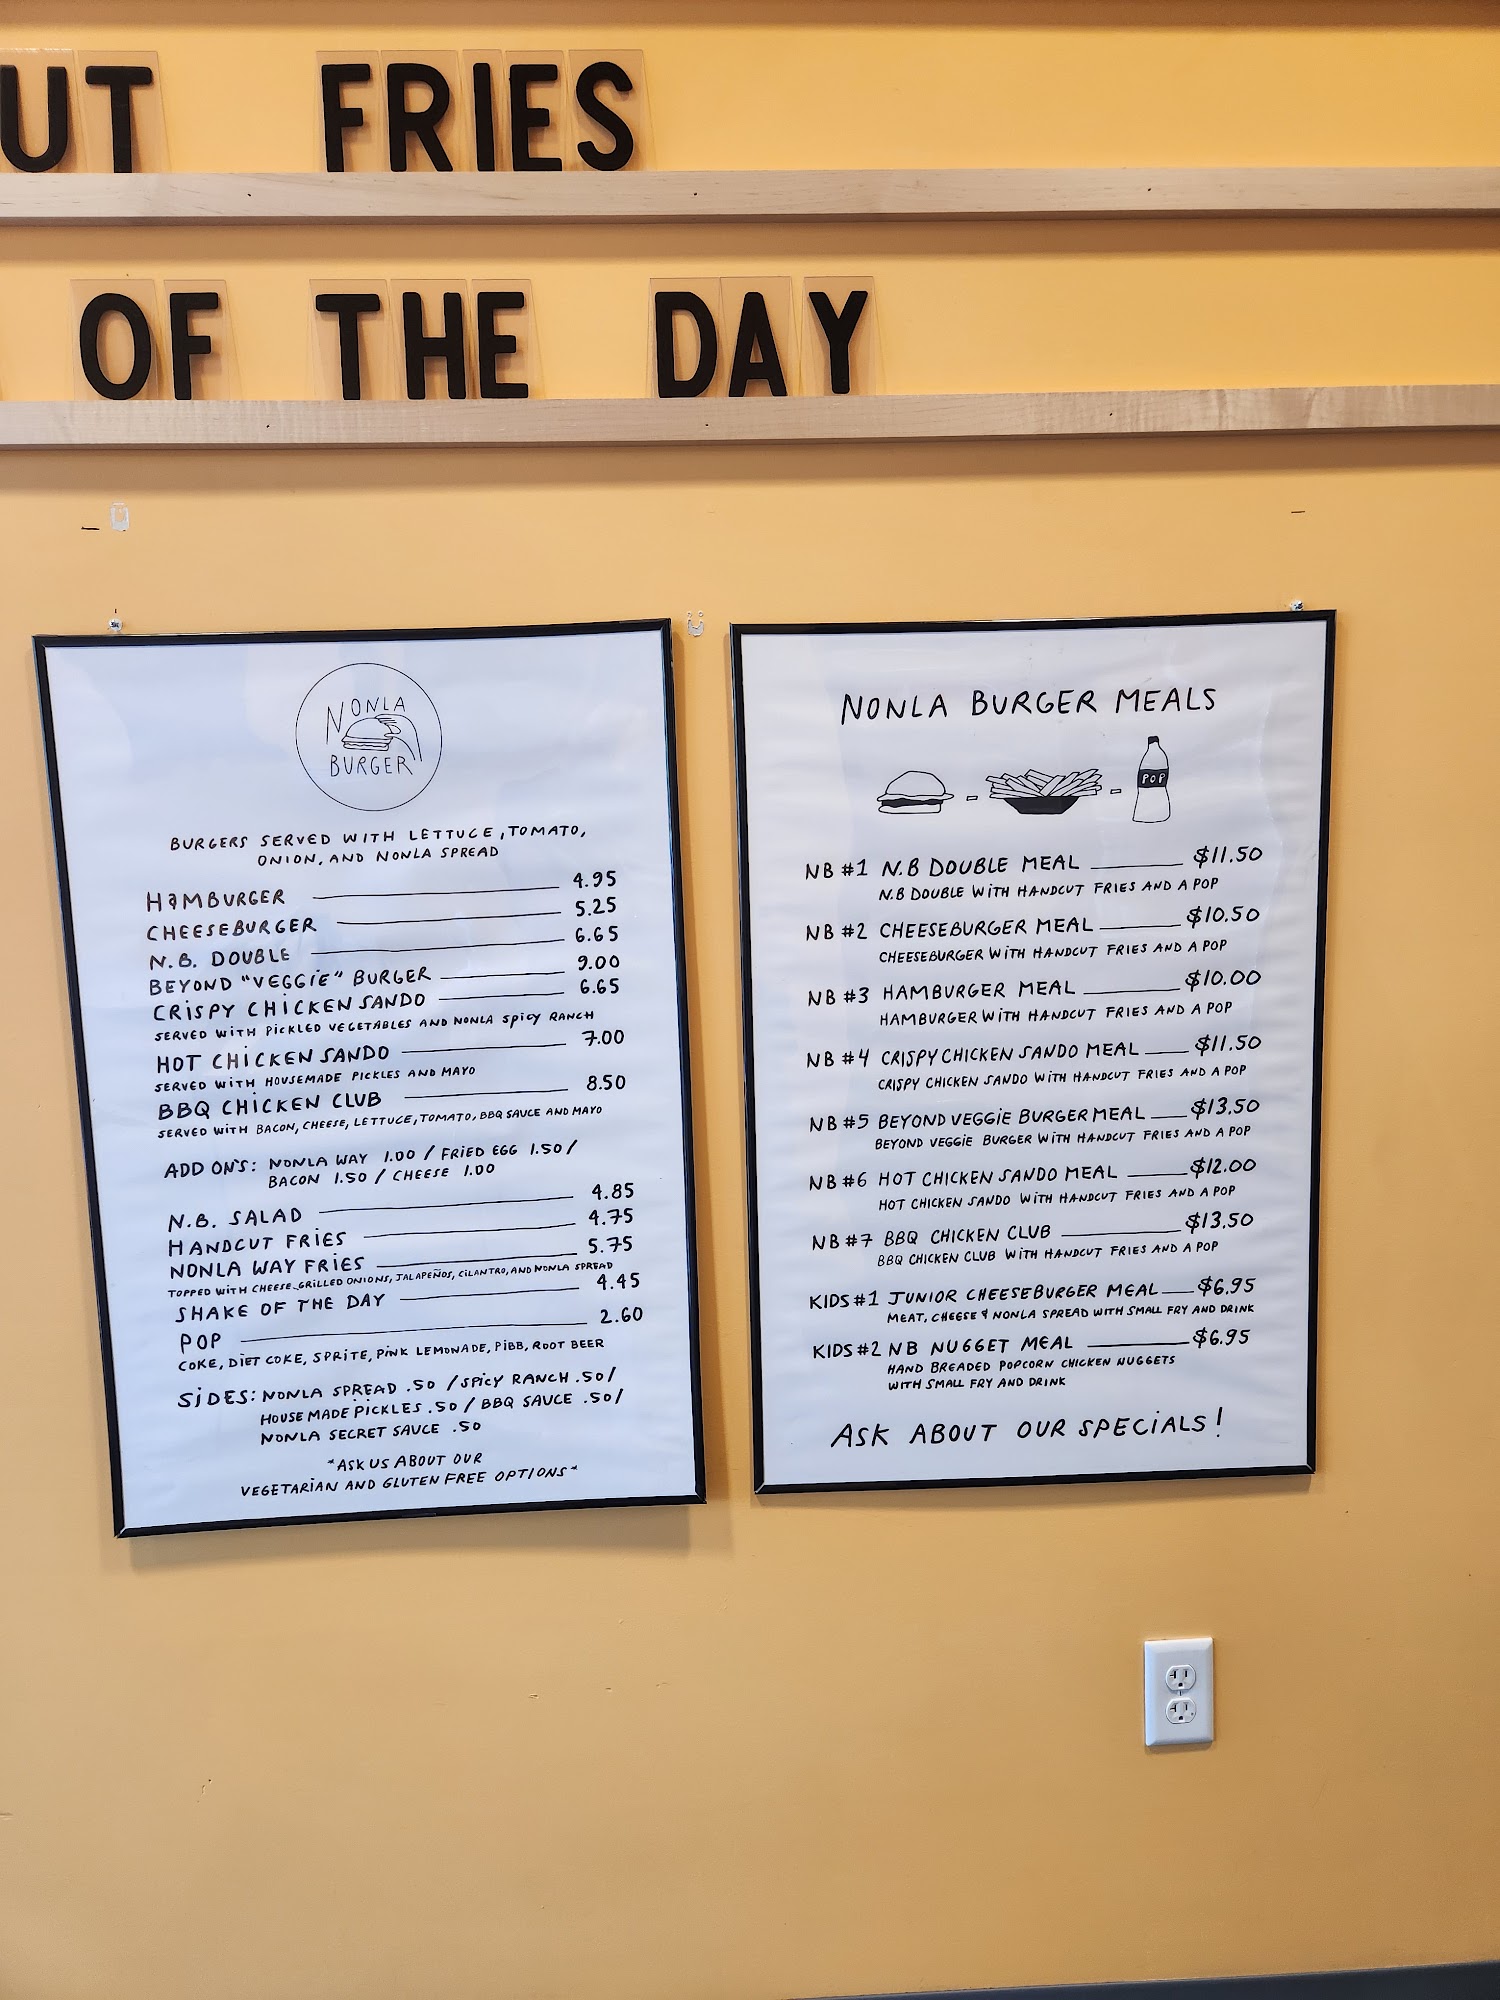 UT FRIES
OF THE DAY
NONLA
BURGER
BURGERS SERVED WITH LETTUCE, TOMATO,
ONION, AND NONLA SPREAD
HAMBURGER 4.95
CHEESEBURGER 5.25
N.B. DOUBLE 6.65
BEYOND "VEGGiE" BURGER 9.00
CRiSPY CHiCKEN SANDO 6.65
SERVED WiTH PiCKLED VEGETABLES AND NONLA SPiCY RANCH
HOT CHiCKEN SANDO 7.00
SERVED WiTH HOUSEMADE PiCKLES AND MAYO
BBQ CHiCKEN CLUB 8.50
SERVED WiTH BACON, CHEESE, LETTUCE, TOMATO, BBQ SAUCE AND MAYO
ADD ON'S: NONLA WAY 1.00 / FRiED EGG 1.50 /
BACON 1.50 / CHEESE 1.00
N.B. SALAD 4.85
HANDCUT FRIES 4.75
NONLA WAY FRiES 5.75
TOPPED WiTH CHEESE, GRiLLED ONIONS, JALAPEÑOS, CiLANTRO, AND NONLA SPREAD
SHAKE OF THE DAY 4.45
POP 2.60
COKE, DiET COKE, SPRiTE, PiNK LEMONADE, PiBB, ROOT BEER
SiDES: NONLA SPREAD .50 / SPiCY RANCH .50 /
HOUSE MADE PiCKLES .50 / BBQ SAUCE .50 /
NONLA SECRET SAUCE .50
*ASK US ABOUT OUR
VEGETARiAN AND GLUTEN FREE OPTiONS*
NONLA BURGER MEALS
POP
NB #1 N.B DOUBLE MEAL $11.50
N.B DOUBLE WITH HANDCUT FRIES AND A POP
NB #2 CHEESEBURGER MEAL $10.50
CHEESEBURGER WITH HANDCUT FRIES AND A POP
NB #3 HAMBURGER MEAL $10.00
HAMBURGER WiTH HANDCUT FRIES AND A POP
NB #4 CRISPY CHICKEN SANDO MEAL $11.50
CRISPY CHICKEN SANDO WITH HANDCUT FRIES AND A POP
NB #5 BEYOND VEGGiE BURGER MEAL $13.50
BEYOND VEGGiE BURGER WiTH HANDCUT FRIES AND A POP
NB #6 HOT CHICKEN SANDO MEAL $12.00
HOT CHICKEN SANDO WiTH HANDCUT FRIES AND A POP
NB #7 BBQ CHICKEN CLUB $13.50
BBQ CHICKEN CLUB WITH HANDCUT FRIES AND A POP
KIDS #1 JUNIOR CHEESEBURGER MEAL $6.95
MEAT, CHEESE & NONLA SPREAD WITH SMALL FRY AND DRINK
KIDS #2 NB NUGGET MEAL $6.95
HAND BREADED POPCORN CHICKEN NUGGETS
WITH SMALL FRY AND DRINK
ASK ABOUT OUR SPECiALS!